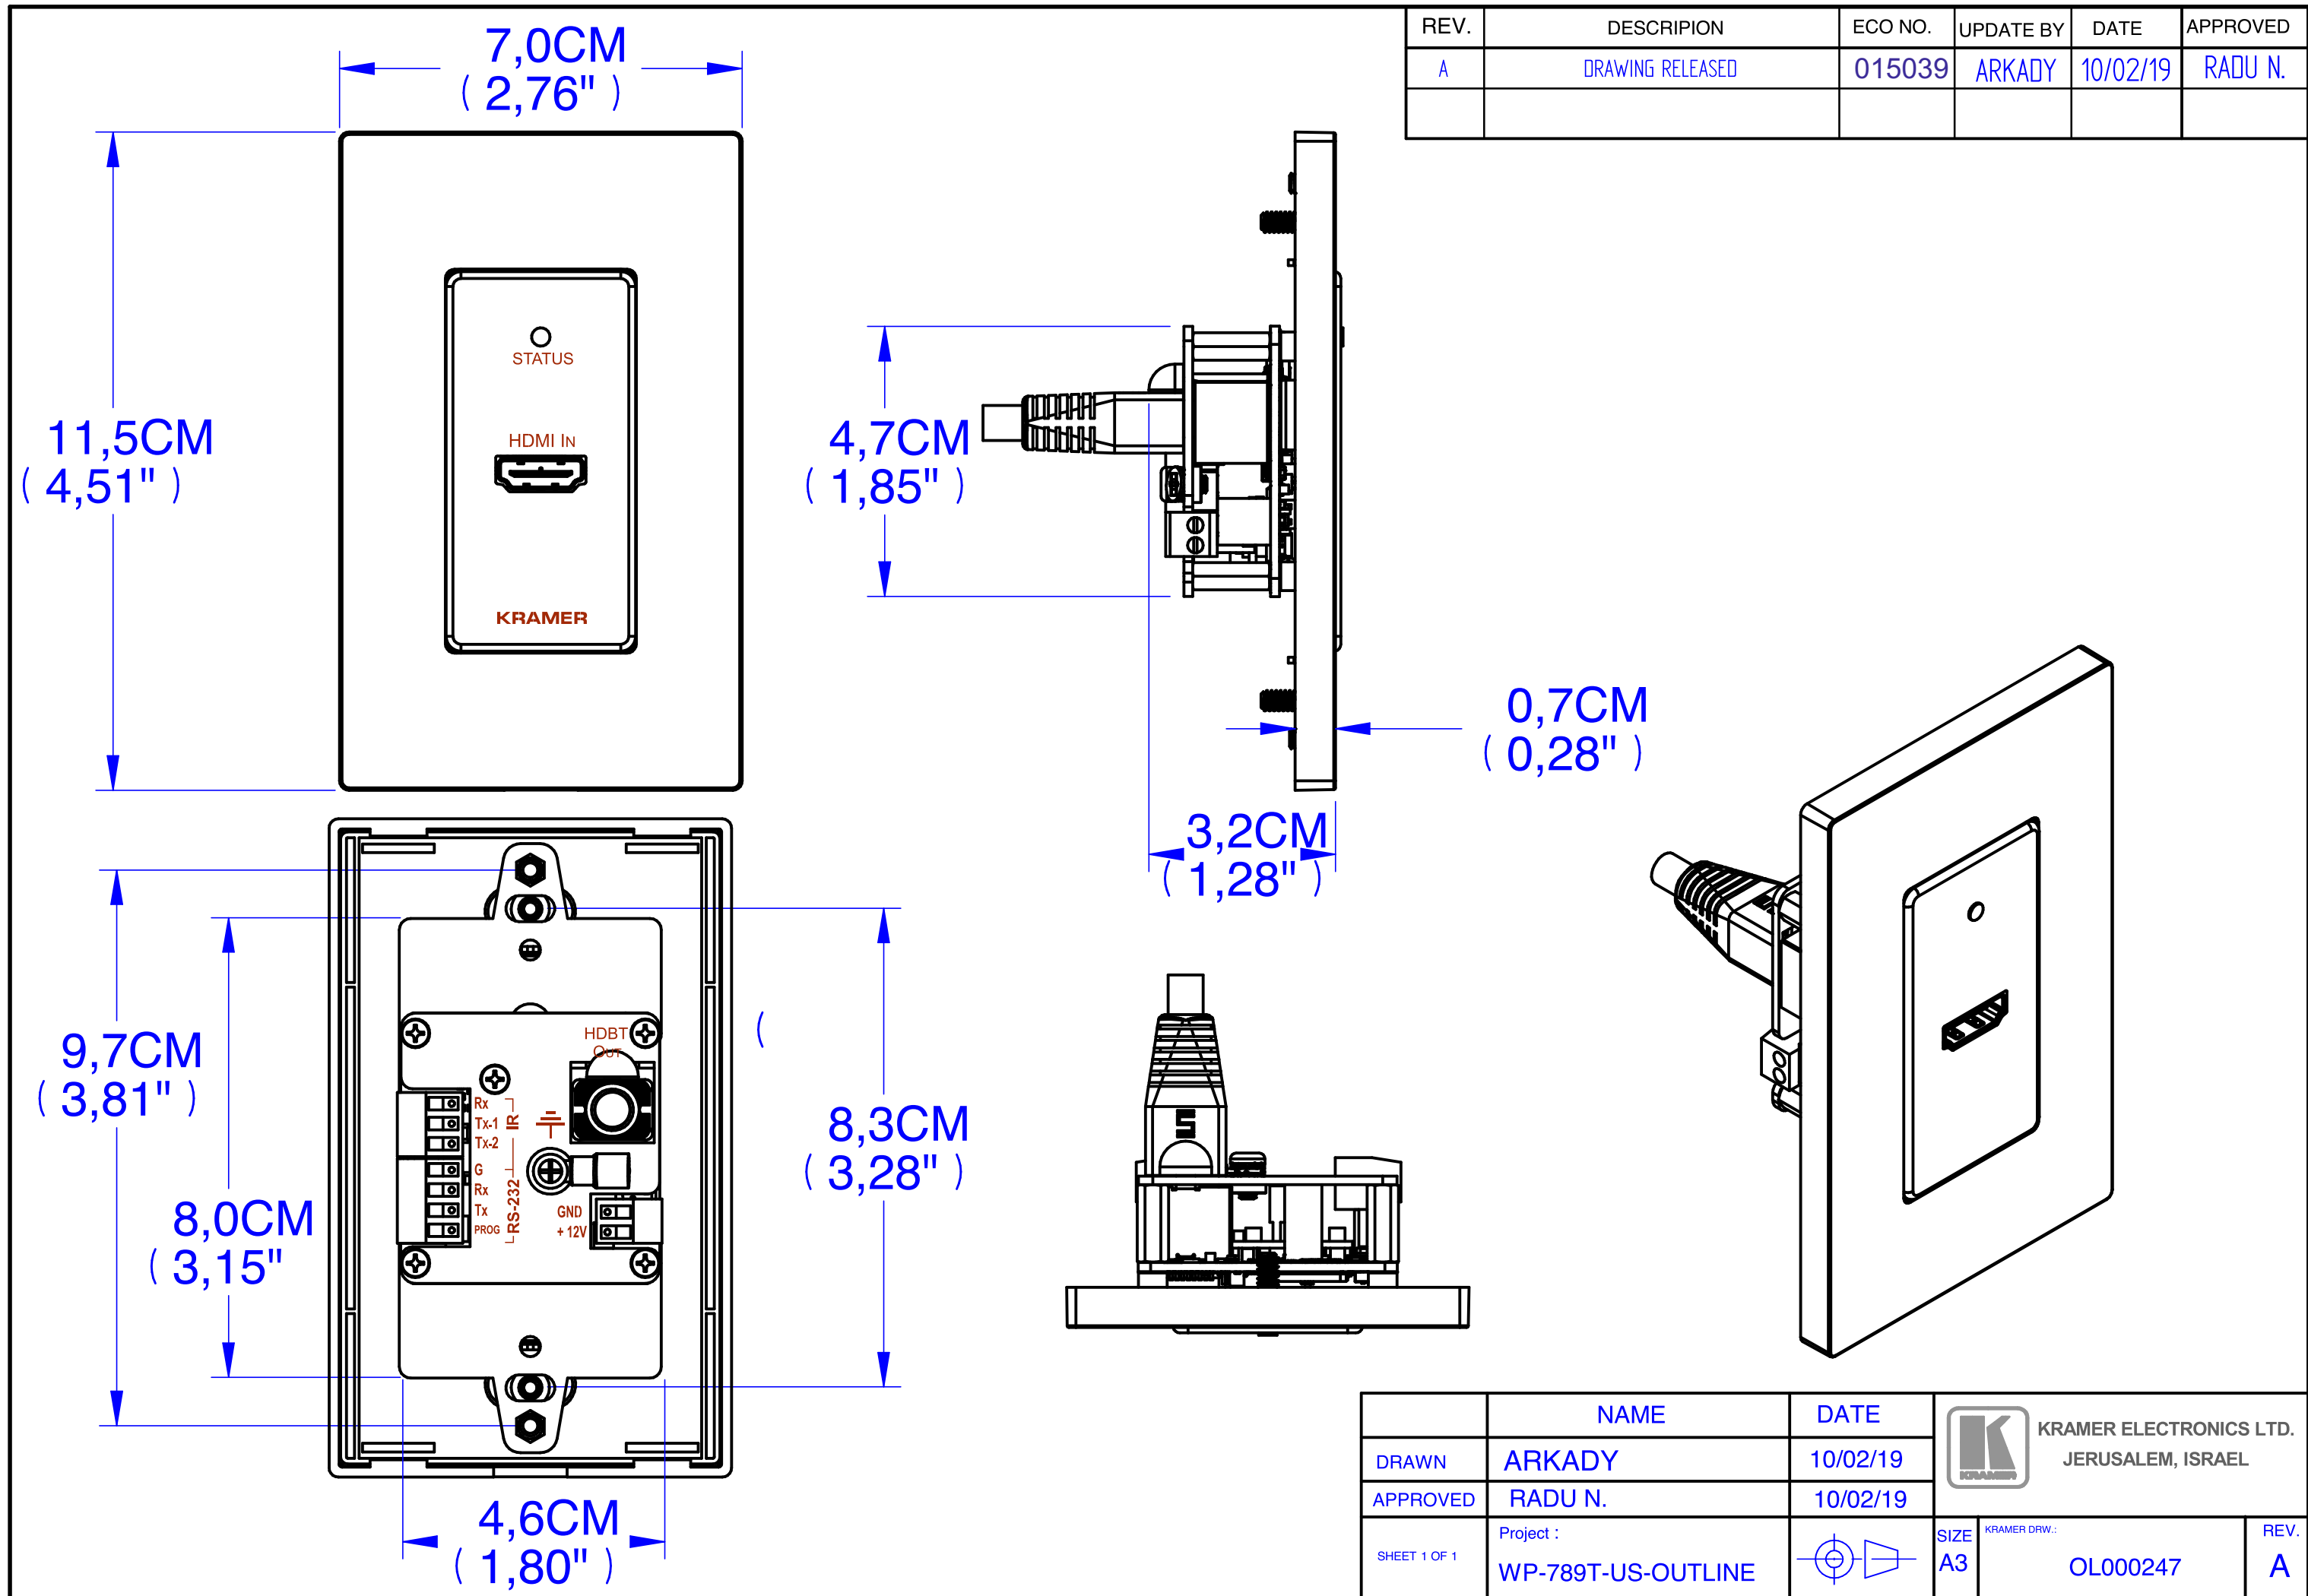 REV. DESCRIPION ECO NO. UPDATE BY DATE APPROVED
A DRAWING RELEASED 015039 ARKADY 10/02/19 RADU N.
7,0CM
( 2,76" )
11,5CM
( 4,51" )
STATUS
HDMI IN
KRAMER
4,7CM
( 1,85" )
0,7CM
( 0,28" )
3,2CM
( 1,28" )
9,7CM
( 3,81" )
8,0CM
( 3,15"
8,3CM
( 3,28" )
(
4,6CM
( 1,80" )
HDBT
OUT
Rx
Tx-1
Tx-2
IR
G
Rx
Tx
PROG
RS-232
GND
+ 12V
NAME DATE
DRAWN ARKADY 10/02/19
APPROVED RADU N. 10/02/19
KRAMER
KRAMER ELECTRONICS LTD.
JERUSALEM, ISRAEL
SHEET 1 OF 1
Project :
WP-789T-US-OUTLINE
SIZE
A3
KRAMER DRW.:
OL000247
REV.
A